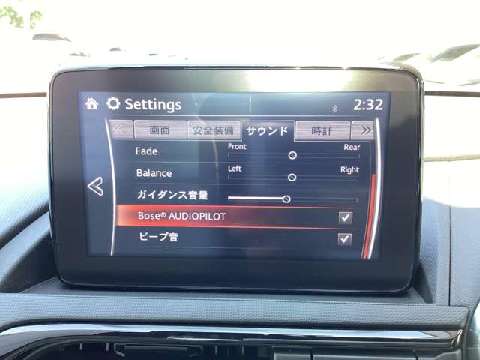 Settings 2:32
画面 安全装備 サウンド 時計
Fade Front Rear
Balance Left Right
ガイダンス音量
Bose® AUDIOPILOT
ビープ音